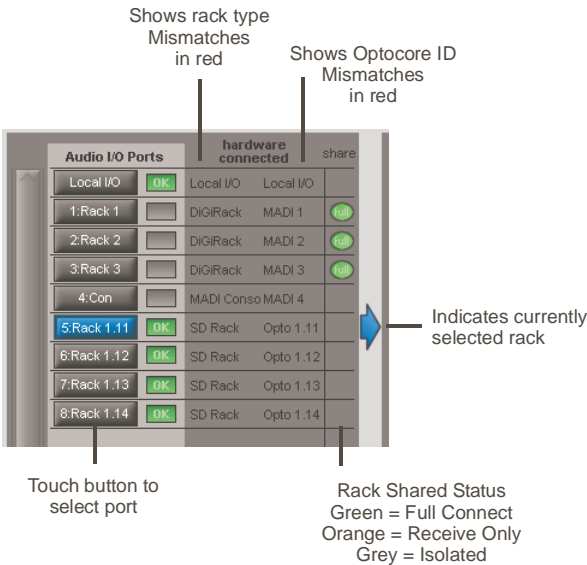 Shows rack type
Mismatches
in red
Shows Optocore ID
Mismatches
in red
Audio I/O Ports
hardware
connected
share
Local I/O OK Local I/O Local I/O
1:Rack 1 DiGiRack MADI 1 Full
2:Rack 2 DiGiRack MADI 2 Full
3:Rack 3 DiGiRack MADI 3 Full
4:Con MADI Conso MADI 4
5:Rack 1.11 OK SD Rack Opto 1.11
6:Rack 1.12 OK SD Rack Opto 1.12
7:Rack 1.13 OK SD Rack Opto 1.13
8:Rack 1.14 OK SD Rack Opto 1.14
Indicates currently
selected rack
Touch button to
select port
Rack Shared Status
Green = Full Connect
Orange = Receive Only
Grey = Isolated